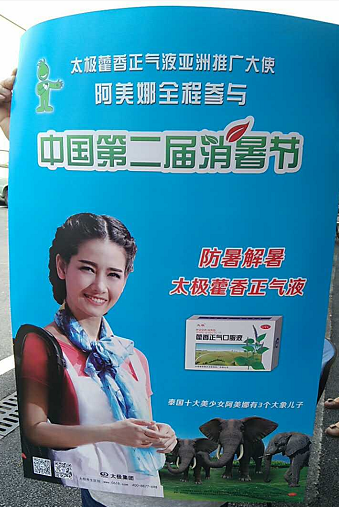 太极藿香正气液亚洲推广大使
阿美娜全程参与
中国第二届消暑节
防暑解暑
太极藿香正气液
藿香正气口服液
泰国十大美少女阿美娜有3个大象儿子
太极集团